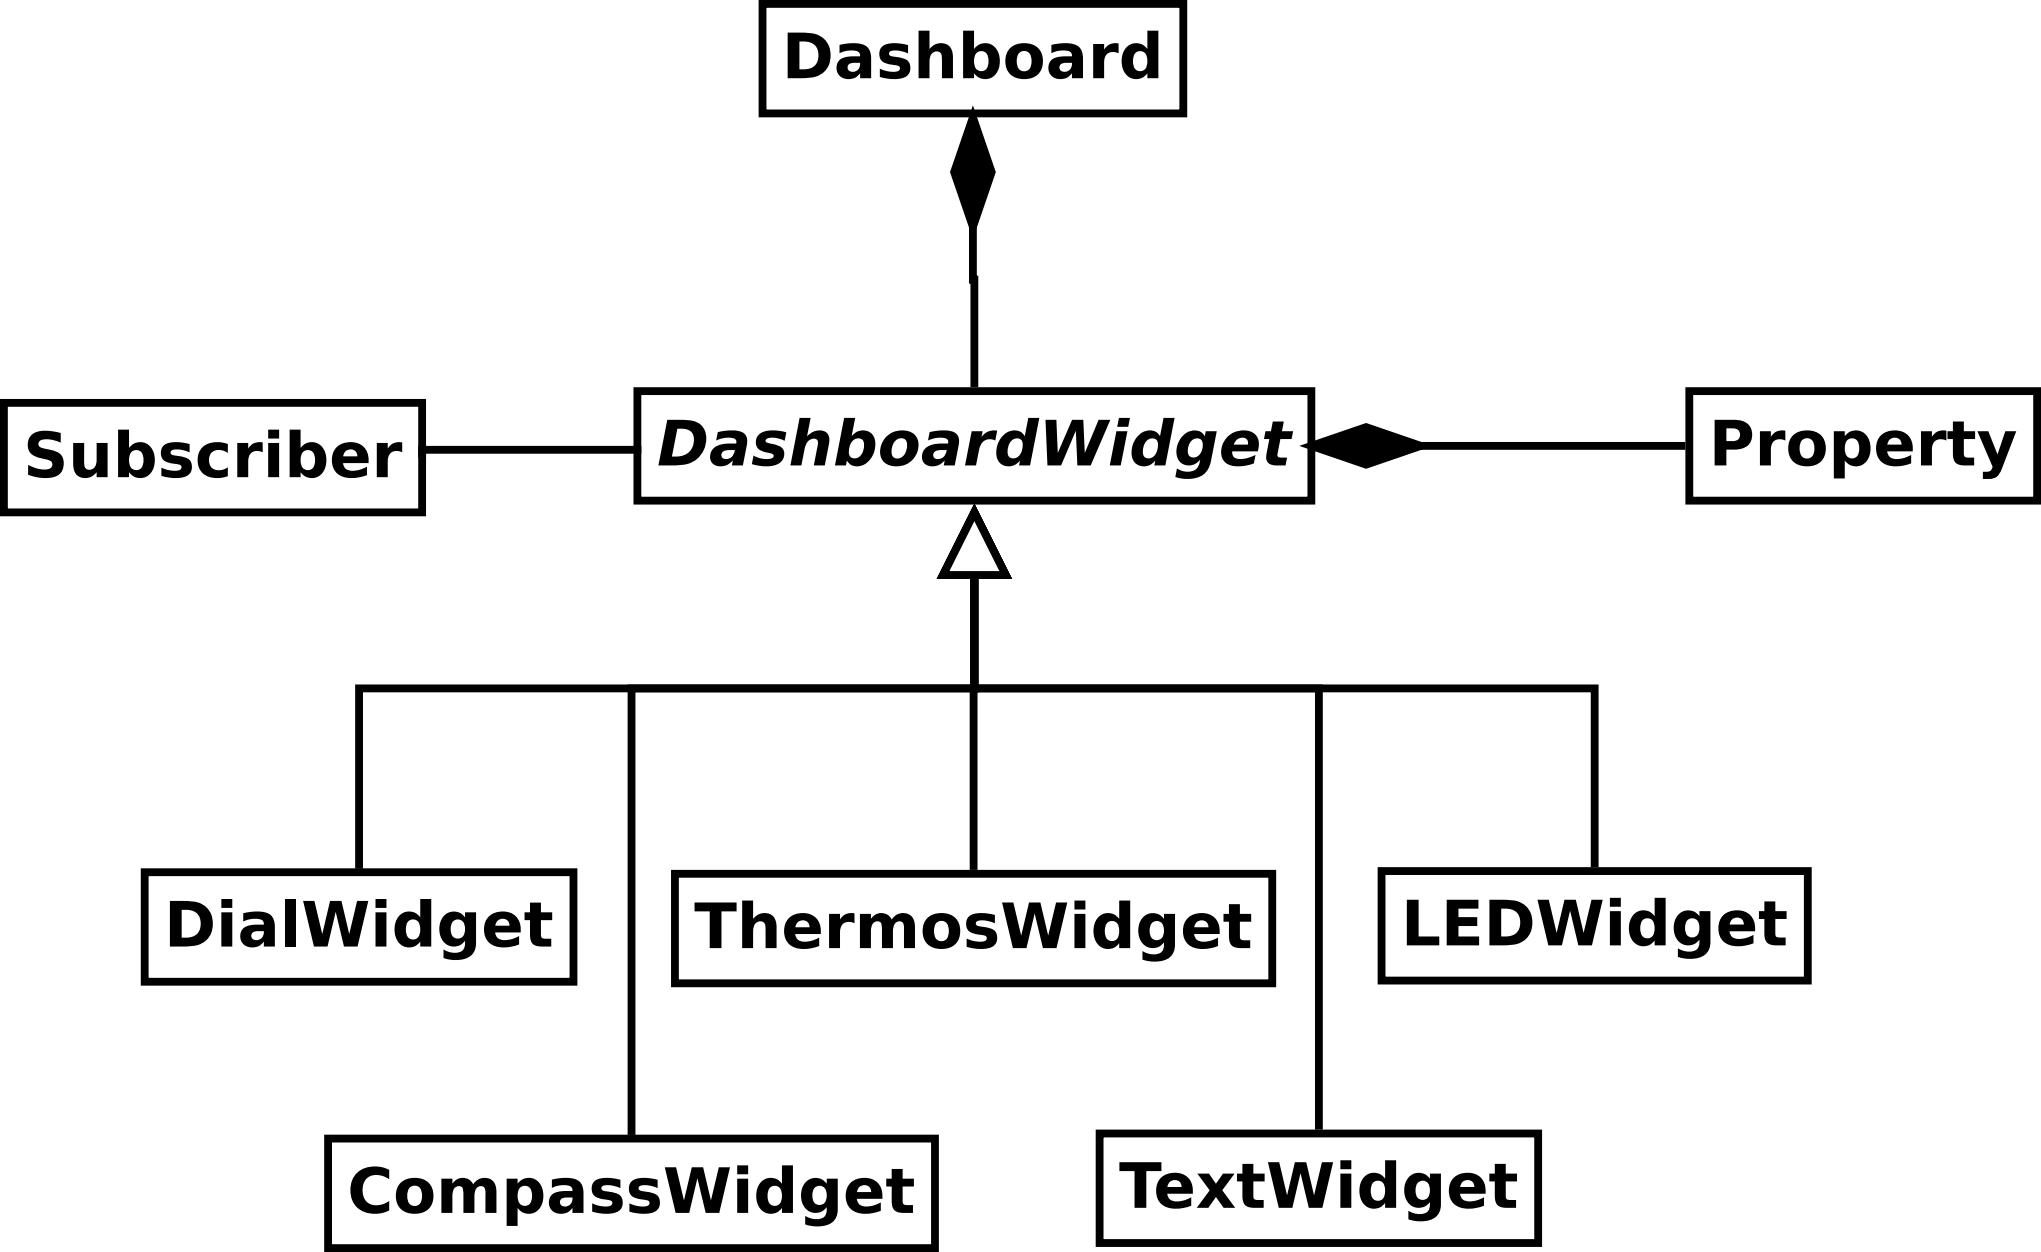 Dashboard
Subscriber
DashboardWidget
Property
DialWidget
ThermosWidget
LEDWidget
CompassWidget
TextWidget